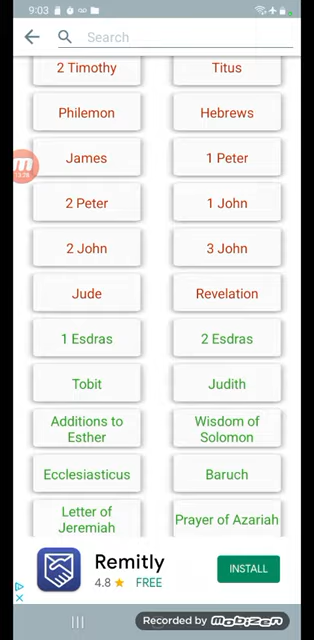 9:03
Search
2 Timothy
Titus
Philemon
Hebrews
James
1 Peter
13:28
2 Peter
1 John
2 John
3 John
Jude
Revelation
1 Esdras
2 Esdras
Tobit
Judith
Additions to
Esther
Wisdom of
Solomon
Ecclesiasticus
Baruch
Letter of
Jeremiah
Prayer of Azariah
Remitly
4.8 ★ FREE
INSTALL
Recorded by Mobizen